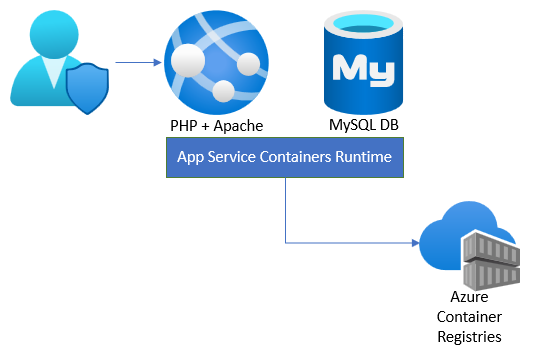 My
PHP + Apache
MySQL DB
App Service Containers Runtime
Azure
Container
Registries